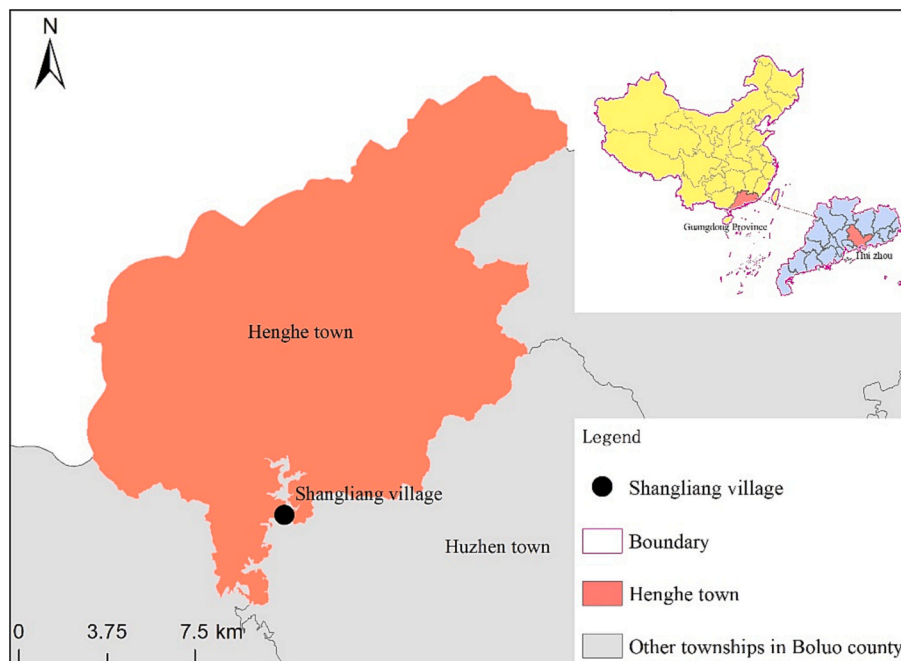 N
Guangdong Province
Hui zhou
Henghe town
Shangliang village
Huzhen town
Legend
Shangliang village
Boundary
Henghe town
Other townships in Boluo county
0 3.75 7.5 km